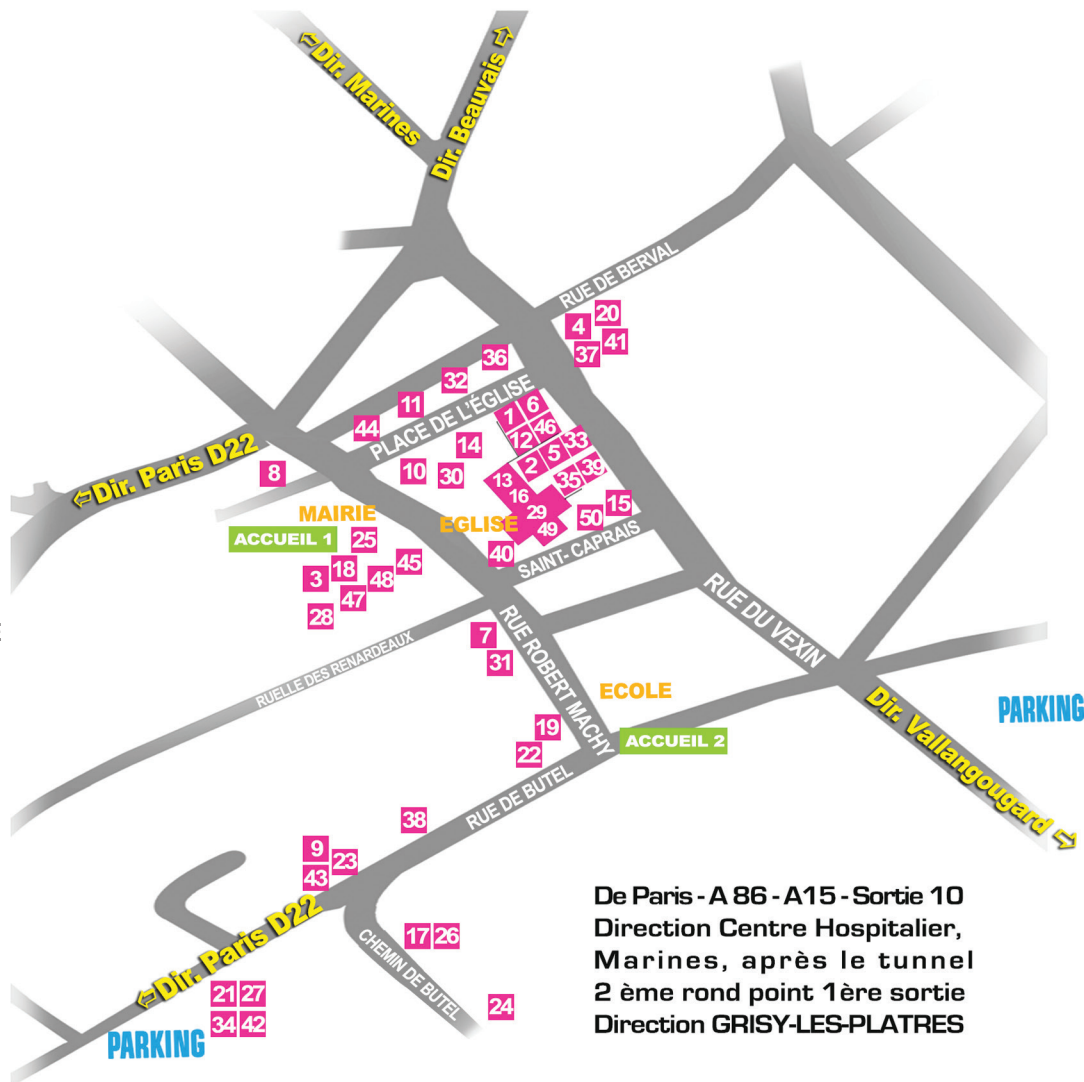 ⇦Dir. Marines
Dir. Beauvais⇨
RUE DE BERVAL
20
4
41
37
36
32
11
44
PLACE DE L'ÉGLISE
6
1
46
12
33
5
2
39
35
13
16
29
49
14
10
30
15
50
⇦Dir. Paris D22
8
MAIRIE
EGLISE
ACCUEIL 1
25
40
SAINT- CAPRAIS
45
18
48
3
47
28
RUE DU VEXIN
RUE ROBERT MACHY
7
RUELLE DES RENARDEAUX
31
ECOLE
PARKING
Dir. Vallangougard ⇨
19
ACCUEIL 2
22
RUE DE BUTEL
38
9
23
43
⇦Dir. Paris D22
17
26
CHEMIN DE BUTEL
21
27
24
34
42
PARKING
De Paris - A 86 - A15 - Sortie 10
Direction Centre Hospitalier,
Marines, après le tunnel
2 ème rond point 1ère sortie
Direction GRISY-LES-PLATRES